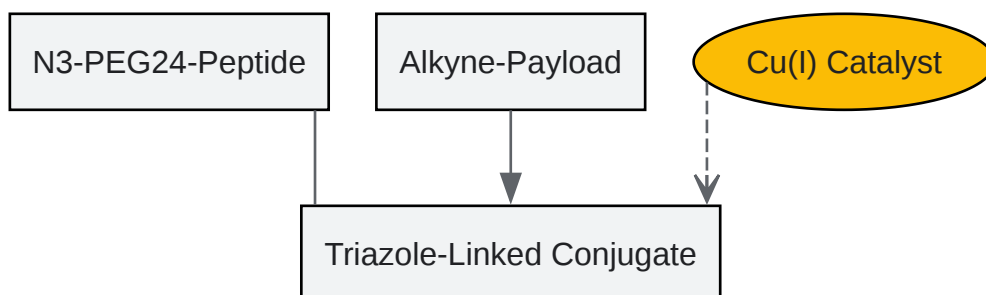 N3-PEG24-Peptide
Alkyne-Payload
Cu(I) Catalyst
Triazole-Linked Conjugate